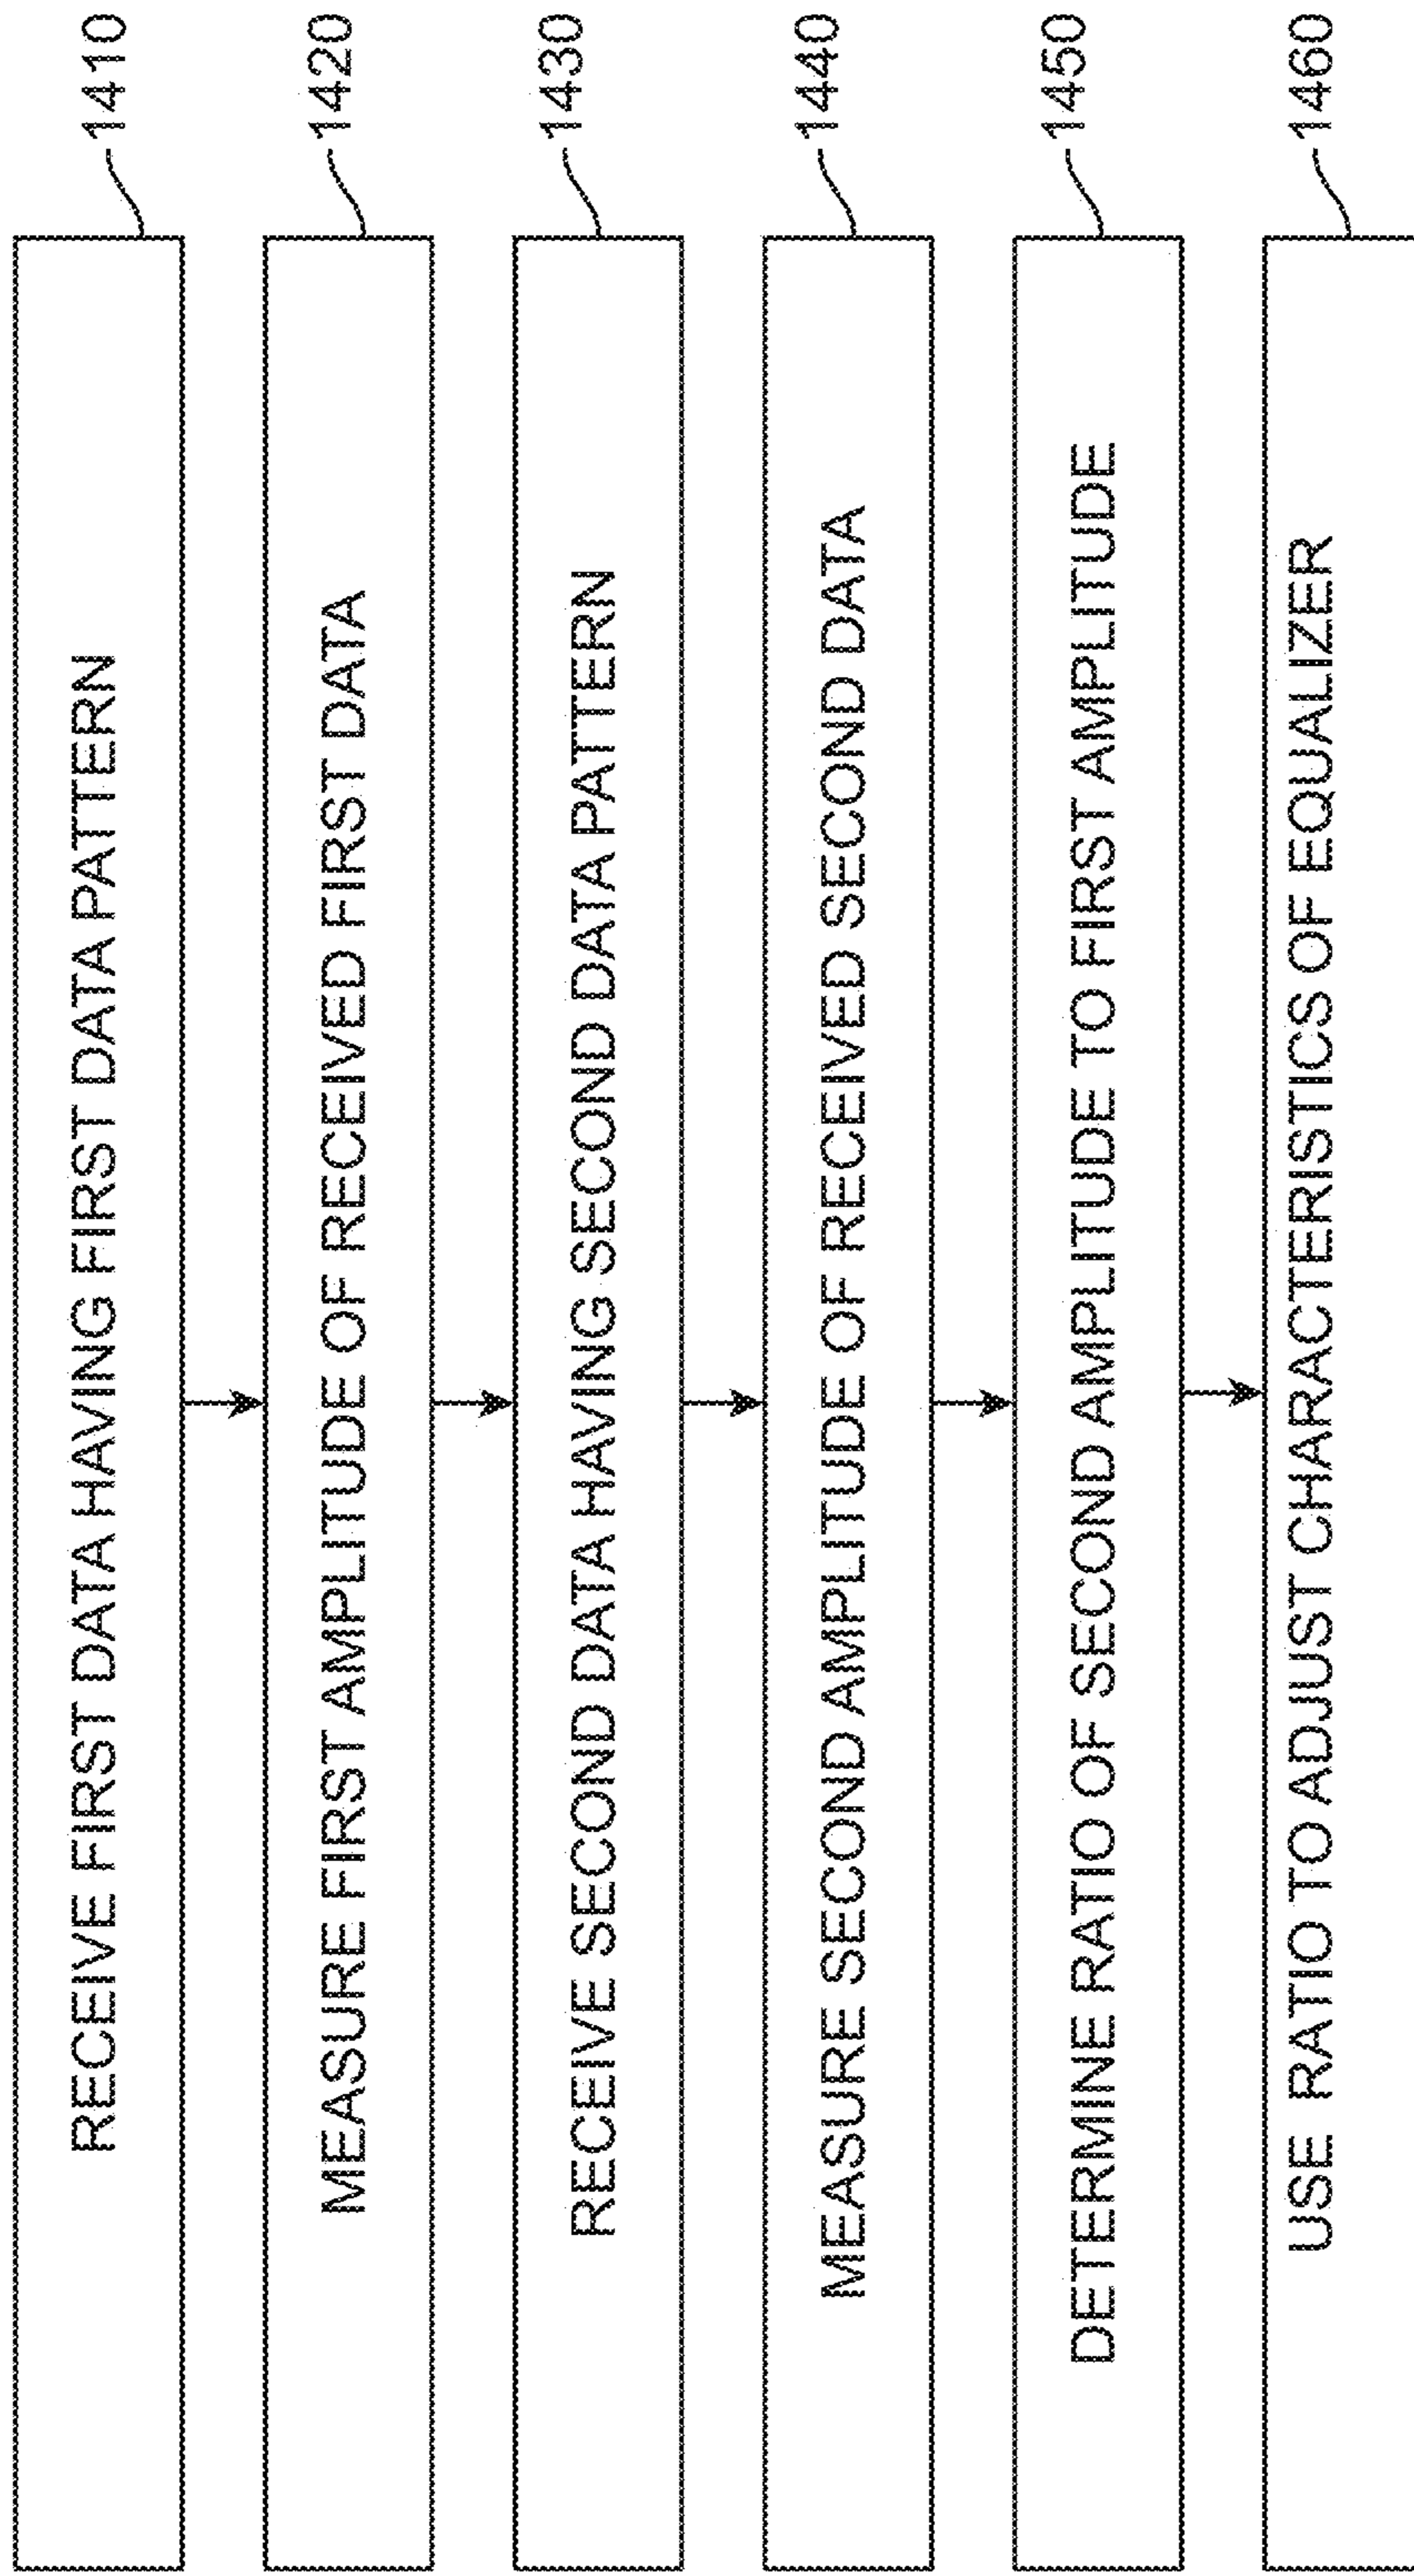 RECEIVE FIRST DATA HAVING FIRST DATA PATTERN
1410
MEASURE FIRST AMPLITUDE OF RECEIVED FIRST DATA
1420
RECEIVE SECOND DATA HAVING SECOND DATA PATTERN
1430
MEASURE SECOND AMPLITUDE OF RECEIVED SECOND DATA
1440
DETERMINE RATIO OF SECOND AMPLITUDE TO FIRST AMPLITUDE
1450
USE RATIO TO ADJUST CHARACTERISTICS OF EQUALIZER
1460